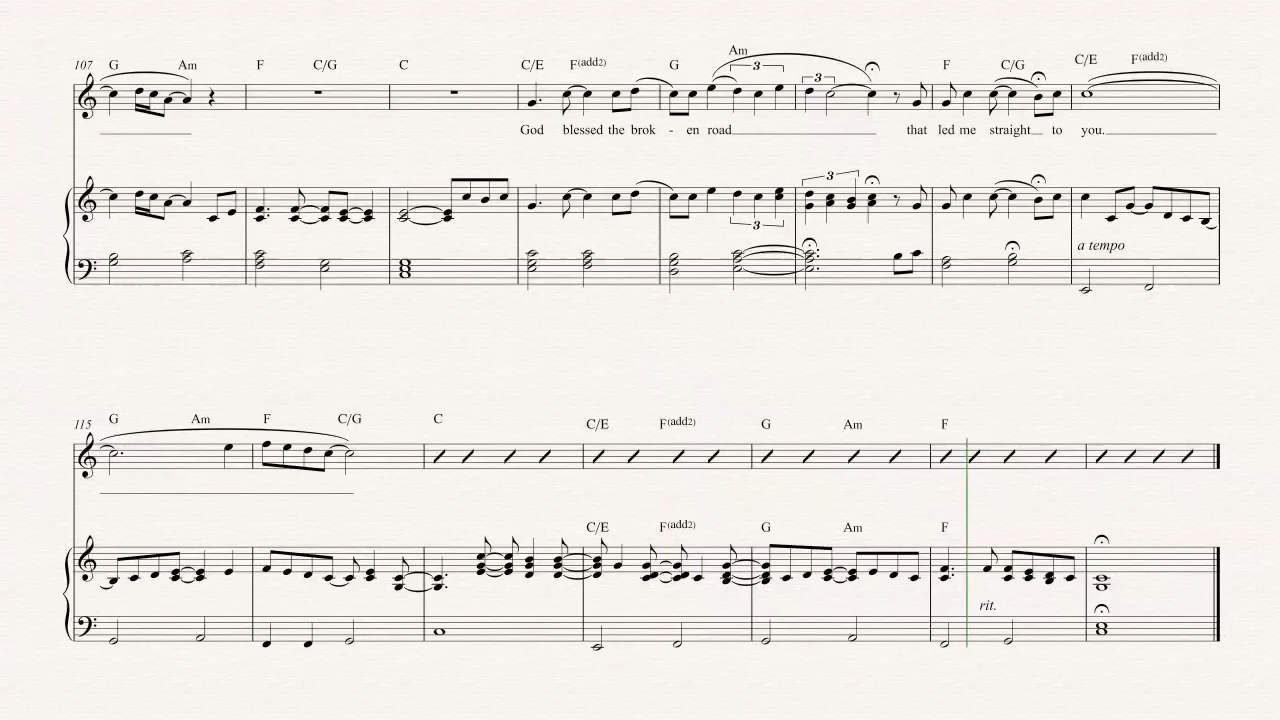 107 G Am F C/G C C/E F(add2) G Am F C/G C/E F(add2)
3 3
God blessed the brok - en road that led me straight to you.
3
3
a tempo
115 G Am F C/G C C/E F(add2) G Am F
C/E F(add2) G Am F
rit.